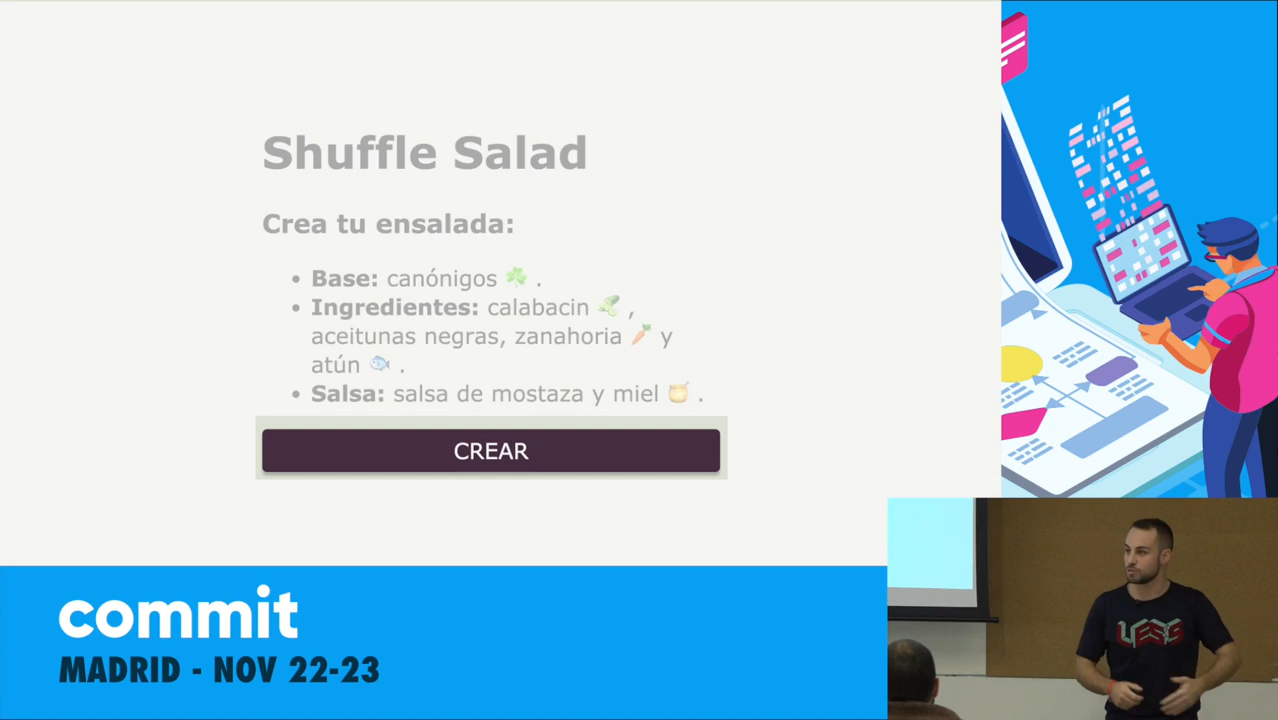 Shuffle Salad
Crea tu ensalada:
• Base: canónigos ☘️ .
• Ingredientes: calabacin 🥒 ,
aceitunas negras, zanahoria 🥕 y
atún 🐟 .
• Salsa: salsa de mostaza y miel 🍯 .
CREAR
commit
MADRID - NOV 22-23